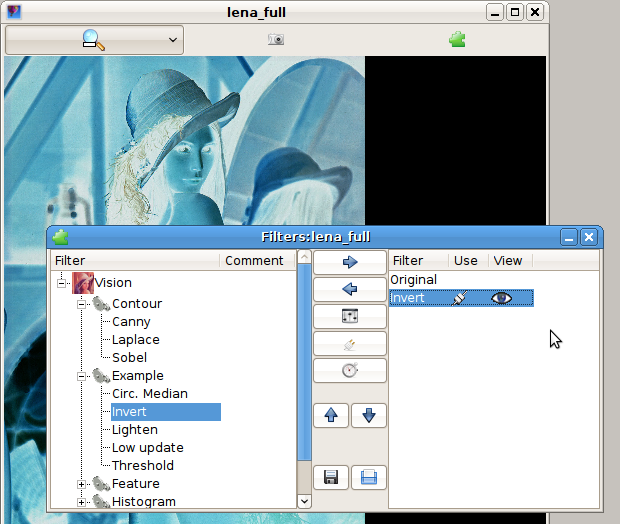 lena_full
Filters:lena_full
Filter Comment
Vision
Contour
Canny
Laplace
Sobel
Example
Circ. Median
Invert
Lighten
Low update
Threshold
Feature
Histogram
Filter Use View
Original
Invert